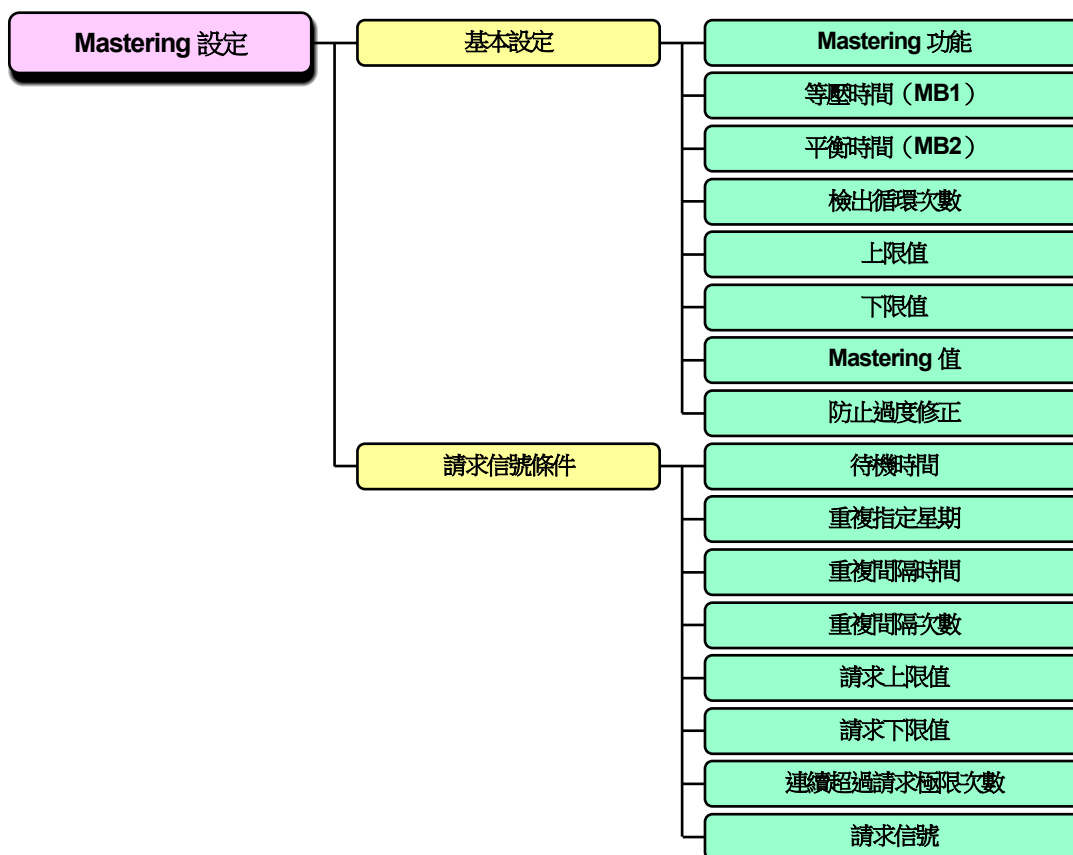 Mastering 設定
基本設定
Mastering 功能
等壓時間（MB1）
平衡時間（MB2）
檢出循環次數
上限值
下限值
Mastering 值
防止過度修正
請求信號條件
待機時間
重複指定星期
重複間隔時間
重複間隔次數
請求上限值
請求下限值
連續超過請求極限次數
請求信號